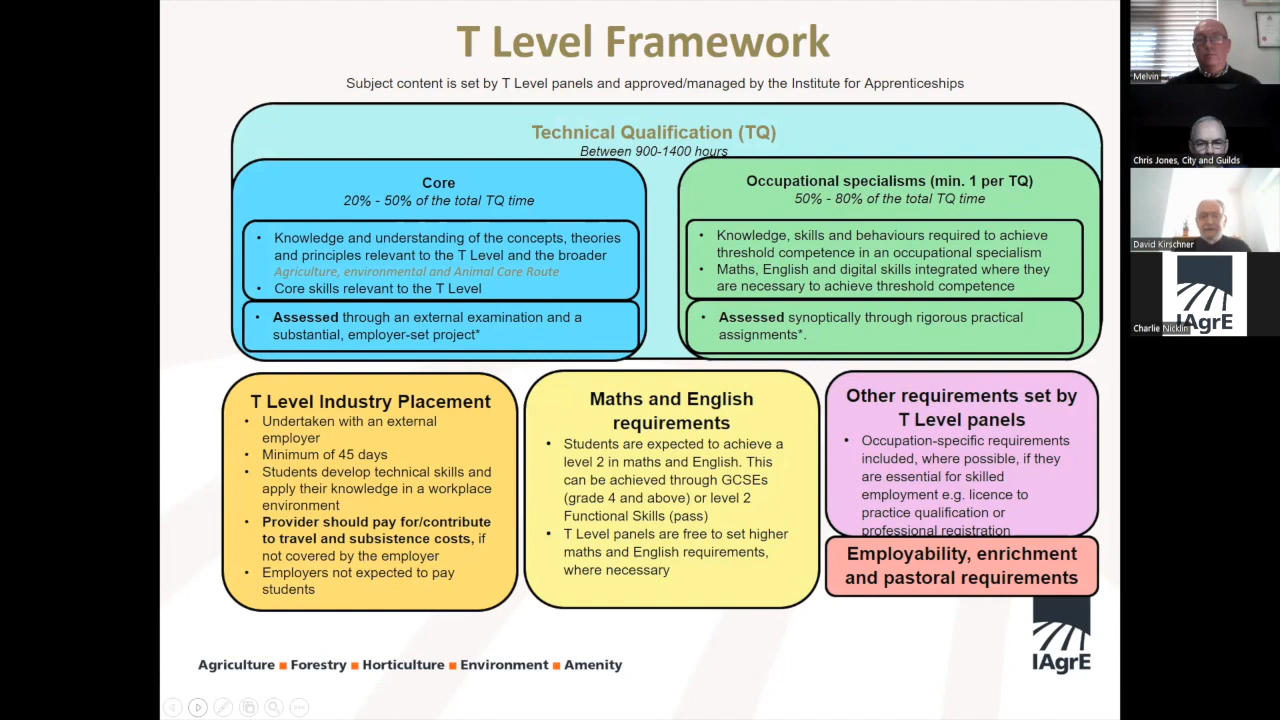 T Level Framework
Subject content is set by T Level panels and approved/managed by the Institute for Apprenticeships
Technical Qualification (TQ)
Between 900-1400 hours
Core
20% - 50% of the total TQ time
• Knowledge and understanding of the concepts, theories
and principles relevant to the T Level and the broader
Agriculture, environmental and Animal Care Route
• Core skills relevant to the T Level
• Assessed through an external examination and a
substantial, employer-set project*
Occupational specialisms (min. 1 per TQ)
50% - 80% of the total TQ time
• Knowledge, skills and behaviours required to achieve
threshold competence in an occupational specialism
• Maths, English and digital skills integrated where they
are necessary to achieve threshold competence
• Assessed synoptically through rigorous practical
assignments*.
T Level Industry Placement
• Undertaken with an external
employer
• Minimum of 45 days
• Students develop technical skills and
apply their knowledge in a workplace
environment
• Provider should pay for/contribute
to travel and subsistence costs, if
not covered by the employer
• Employers not expected to pay
students
Maths and English
requirements
• Students are expected to achieve a
level 2 in maths and English. This
can be achieved through GCSEs
(grade 4 and above) or level 2
Functional Skills (pass)
• T Level panels are free to set higher
maths and English requirements,
where necessary
Other requirements set by
T Level panels
• Occupation-specific requirements
included, where possible, if they
are essential for skilled
employment e.g. licence to
practice qualification or
professional registration
Employability, enrichment
and pastoral requirements
Agriculture ■ Forestry ■ Horticulture ■ Environment ■ Amenity
IAgrE
Melvin
Chris Jones, City and Guilds
David Kirschner
IAgrE
Charlie Nicklin